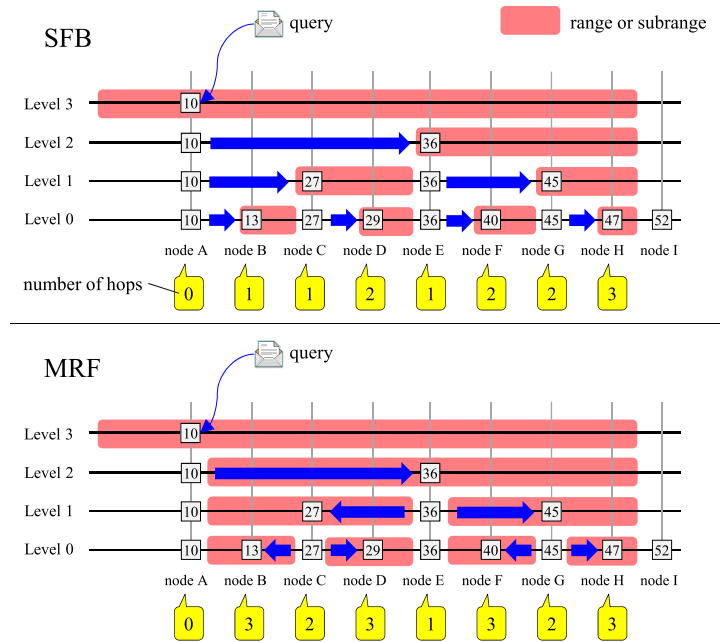 SFB
query
range or subrange
Level 3
10
Level 2
10
36
Level 1
10
27
36
45
Level 0
10
13
27
29
36
40
45
47
52
node A
node B
node C
node D
node E
node F
node G
node H
node I
number of hops
0
1
1
2
1
2
2
3
MRF
query
Level 3
10
Level 2
10
36
Level 1
10
27
36
45
Level 0
10
13
27
29
36
40
45
47
52
node A
node B
node C
node D
node E
node F
node G
node H
node I
0
3
2
3
1
3
2
3